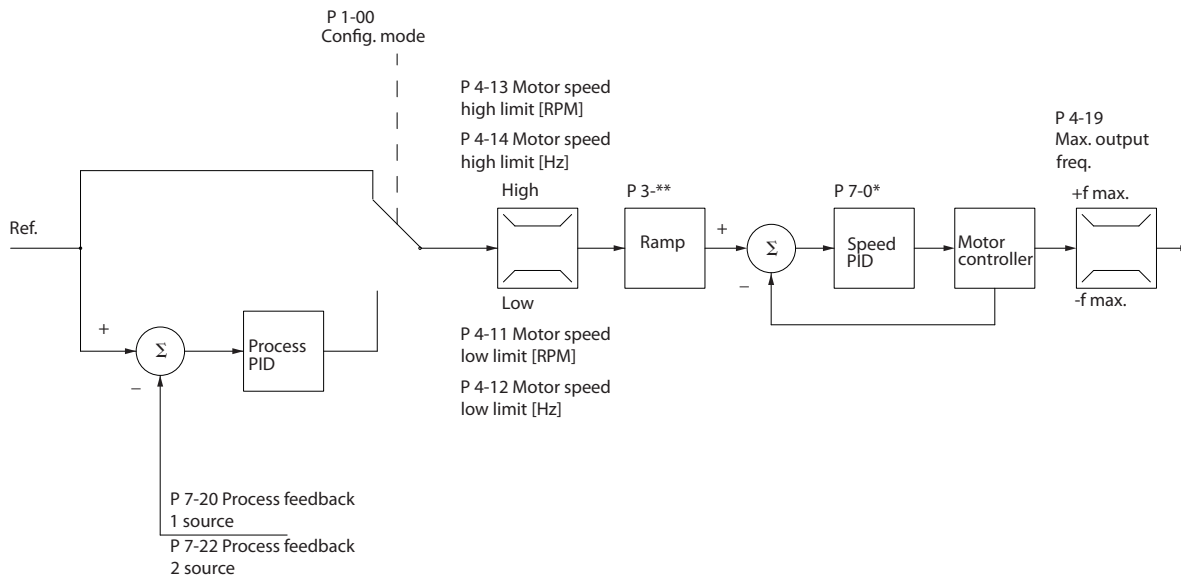 P 1-00
Config. mode
P 4-13 Motor speed
high limit [RPM]
P 4-14 Motor speed
high limit [Hz]
P 4-19
Max. output
freq.
High
P 3-**
P 7-0*
+f max.
Ref.
Ramp
+
Σ
Speed
PID
Motor
controller
–
Low
-f max.
+
Σ
Process
PID
–
P 4-11 Motor speed
low limit [RPM]
P 4-12 Motor speed
low limit [Hz]
P 7-20 Process feedback
1 source
P 7-22 Process feedback
2 source